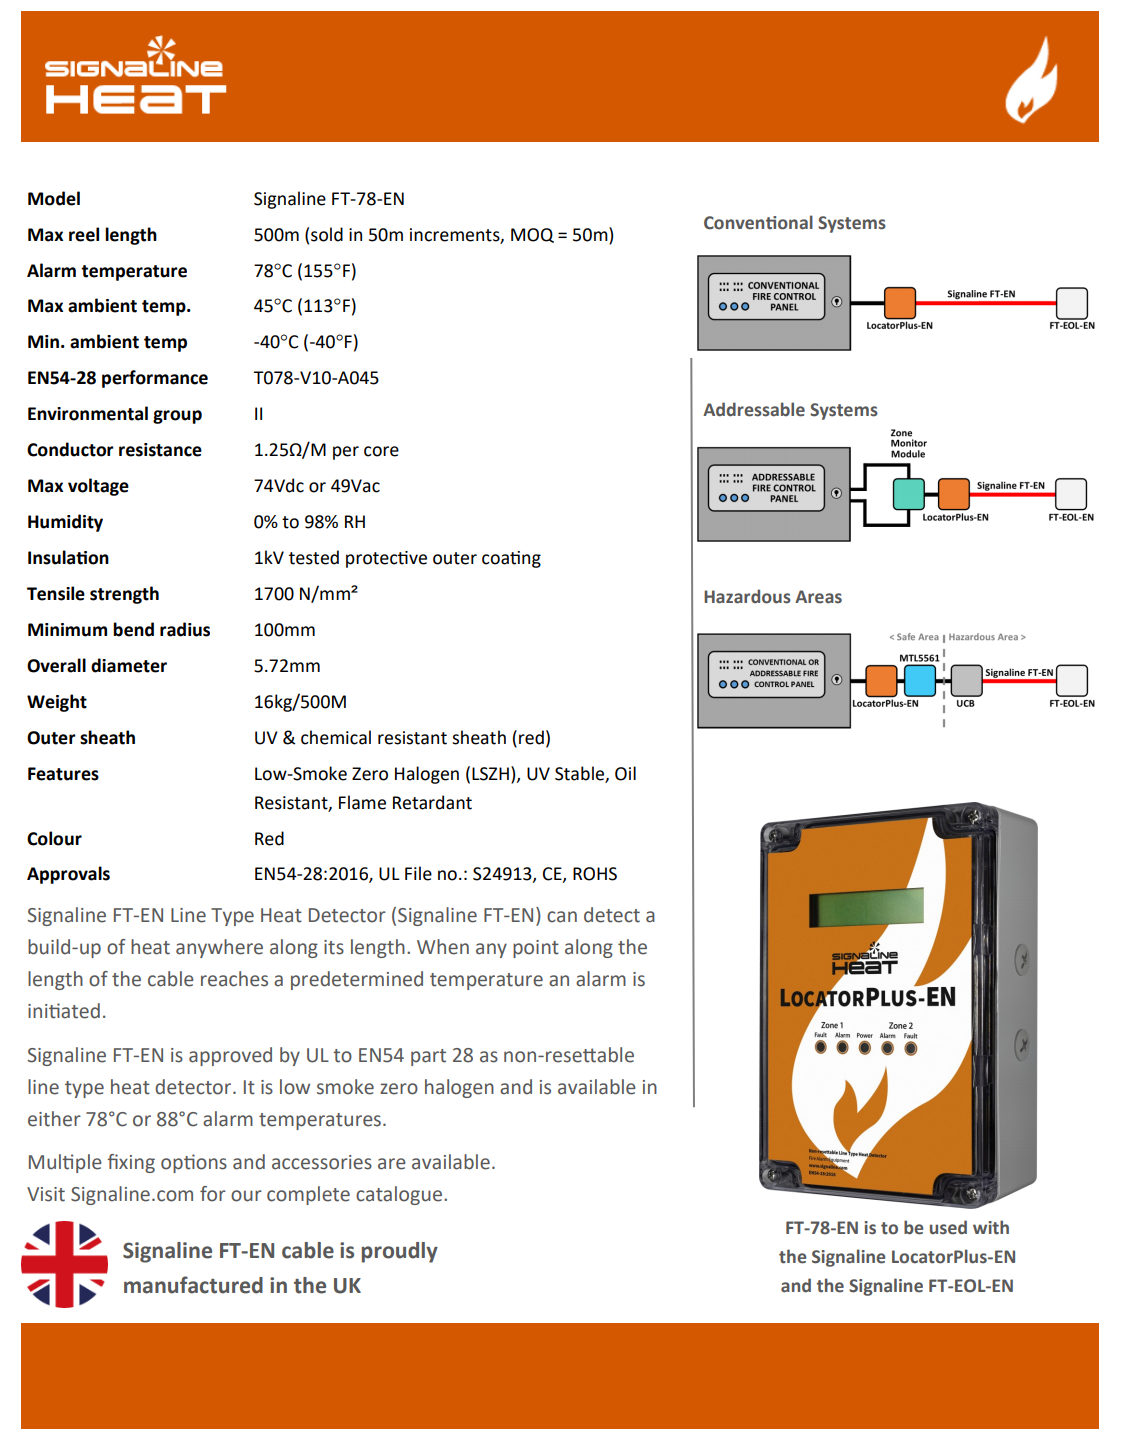 SIGNALINE
HEAT
Model Signaline FT-78-EN
Max reel length 500m (sold in 50m increments, MOQ = 50m)
Alarm temperature 78°C (155°F)
Max ambient temp. 45°C (113°F)
Min. ambient temp -40°C (-40°F)
EN54-28 performance T078-V10-A045
Environmental group II
Conductor resistance 1.25Ω/M per core
Max voltage 74Vdc or 49Vac
Humidity 0% to 98% RH
Insulation 1kV tested protective outer coating
Tensile strength 1700 N/mm²
Minimum bend radius 100mm
Overall diameter 5.72mm
Weight 16kg/500M
Outer sheath UV & chemical resistant sheath (red)
Features Low-Smoke Zero Halogen (LSZH), UV Stable, Oil
Resistant, Flame Retardant
Colour Red
Approvals EN54-28:2016, UL File no.: S24913, CE, ROHS
Signaline FT-EN Line Type Heat Detector (Signaline FT-EN) can detect a
build-up of heat anywhere along its length. When any point along the
length of the cable reaches a predetermined temperature an alarm is
initiated.
Signaline FT-EN is approved by UL to EN54 part 28 as non-resettable
line type heat detector. It is low smoke zero halogen and is available in
either 78°C or 88°C alarm temperatures.
Multiple fixing options and accessories are available.
Visit Signaline.com for our complete catalogue.
Signaline FT-EN cable is proudly
manufactured in the UK
Conventional Systems
CONVENTIONAL
FIRE CONTROL
PANEL
Signaline FT-EN
LocatorPlus-EN
FT-EOL-EN
Addressable Systems
Zone
Monitor
Module
ADDRESSABLE
FIRE CONTROL
PANEL
Signaline FT-EN
LocatorPlus-EN
FT-EOL-EN
Hazardous Areas
< Safe Area Hazardous Area >
MTL5561
CONVENTIONAL OR
ADDRESSABLE FIRE
CONTROL PANEL
Signaline FT-EN
LocatorPlus-EN
UCB
FT-EOL-EN
SIGNALINE
HEAT
LOCATORPLUS-EN
Zone 1 Zone 2
Fault Alarm Power Alarm Fault
Non-resettable Line Type Heat Detector
Fire Alarm Equipment
www.signaline.com
EN54-28:2016
FT-78-EN is to be used with
the Signaline LocatorPlus-EN
and the Signaline FT-EOL-EN